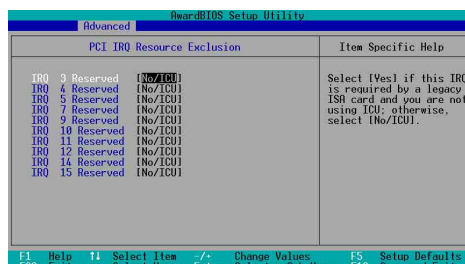 AwardBIOS Setup Utility
Advanced
PCI IRQ Resource Exclusion
Item Specific Help
IRQ 3 Reserved [No/ICU]
IRQ 4 Reserved [No/ICU]
IRQ 5 Reserved [No/ICU]
IRQ 7 Reserved [No/ICU]
IRQ 9 Reserved [No/ICU]
IRQ 10 Reserved [No/ICU]
IRQ 11 Reserved [No/ICU]
IRQ 12 Reserved [No/ICU]
IRQ 14 Reserved [No/ICU]
IRQ 15 Reserved [No/ICU]
Select [Yes] if this IRQ
is required by a legacy
ISA card and you are not
using ICU; otherwise,
select [No/ICU].
F1 Help ↑↓ Select Item -/+ Change Values F5 Setup Defaults